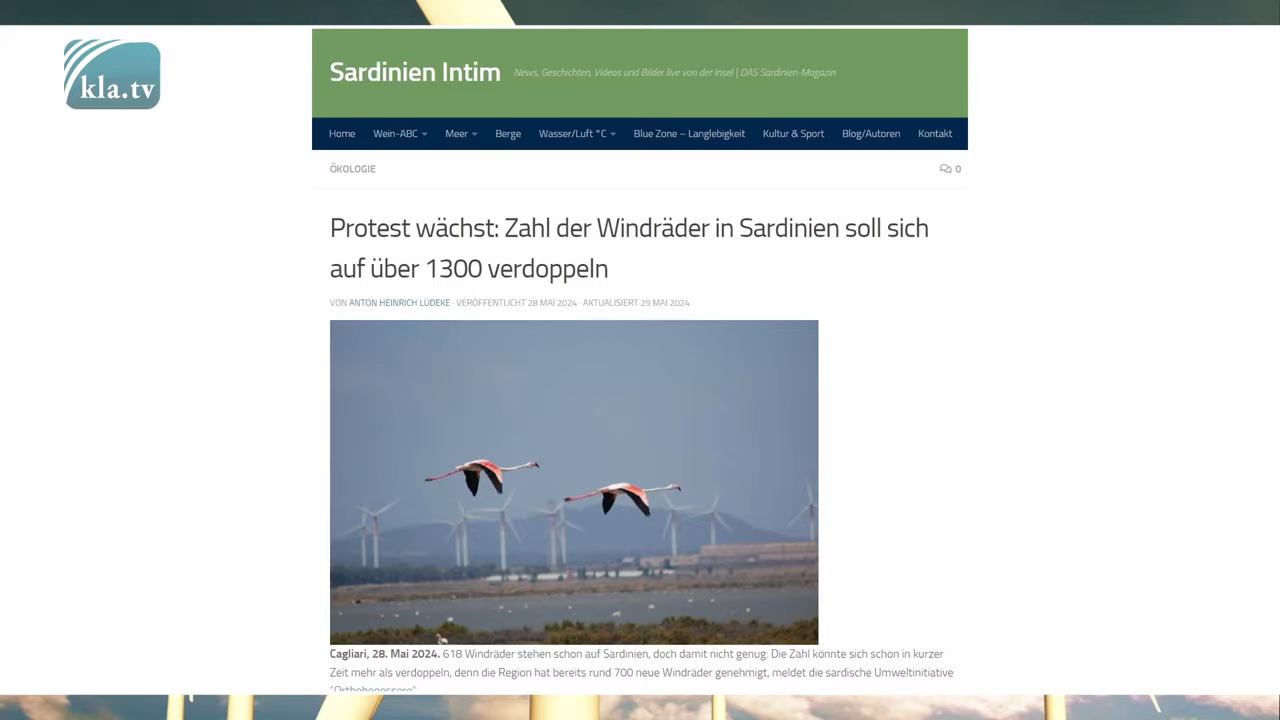 kla.tv
Sardinien Intim
News, Geschichten, Videos und Bilder live von der Insel | DAS Sardinien-Magazin
Home Wein-ABC Meer Berge Wasser/Luft °C Blue Zone – Langlebigkeit Kultur & Sport Blog/Autoren Kontakt
ÖKOLOGIE 0
Protest wächst: Zahl der Windräder in Sardinien soll sich
auf über 1300 verdoppeln
VON ANTON HEINRICH LÜDEKE · VERÖFFENTLICHT 28 MAI 2024 · AKTUALISIERT 29 MAI 2024
Cagliari, 28. Mai 2024. 618 Windräder stehen schon auf Sardinien, doch damit nicht genug: Die Zahl könnte sich schon in kurzer
Zeit mehr als verdoppeln, denn die Region hat bereits rund 700 neue Windräder genehmigt, meldet die sardische Umweltinitiative